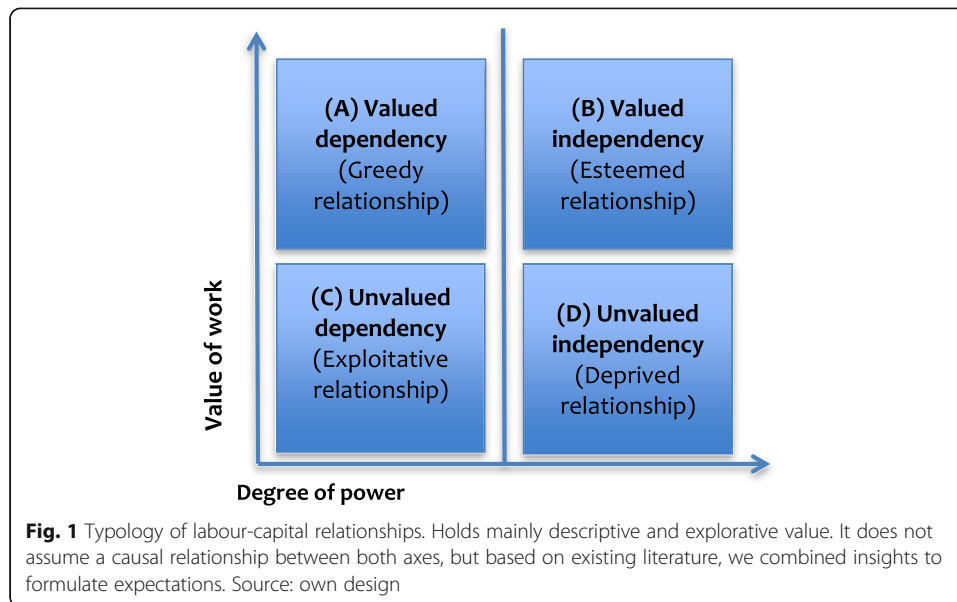 (A) Valued
dependency
(Greedy
relationship)
(B) Valued
independency
(Esteemed
relationship)
(C) Unvalued
dependency
(Exploitative
relationship)
(D) Unvalued
independency
(Deprived
relationship)
Value of work
Degree of power
Fig. 1 Typology of labour-capital relationships. Holds mainly descriptive and explorative value. It does not
assume a causal relationship between both axes, but based on existing literature, we combined insights to
formulate expectations. Source: own design